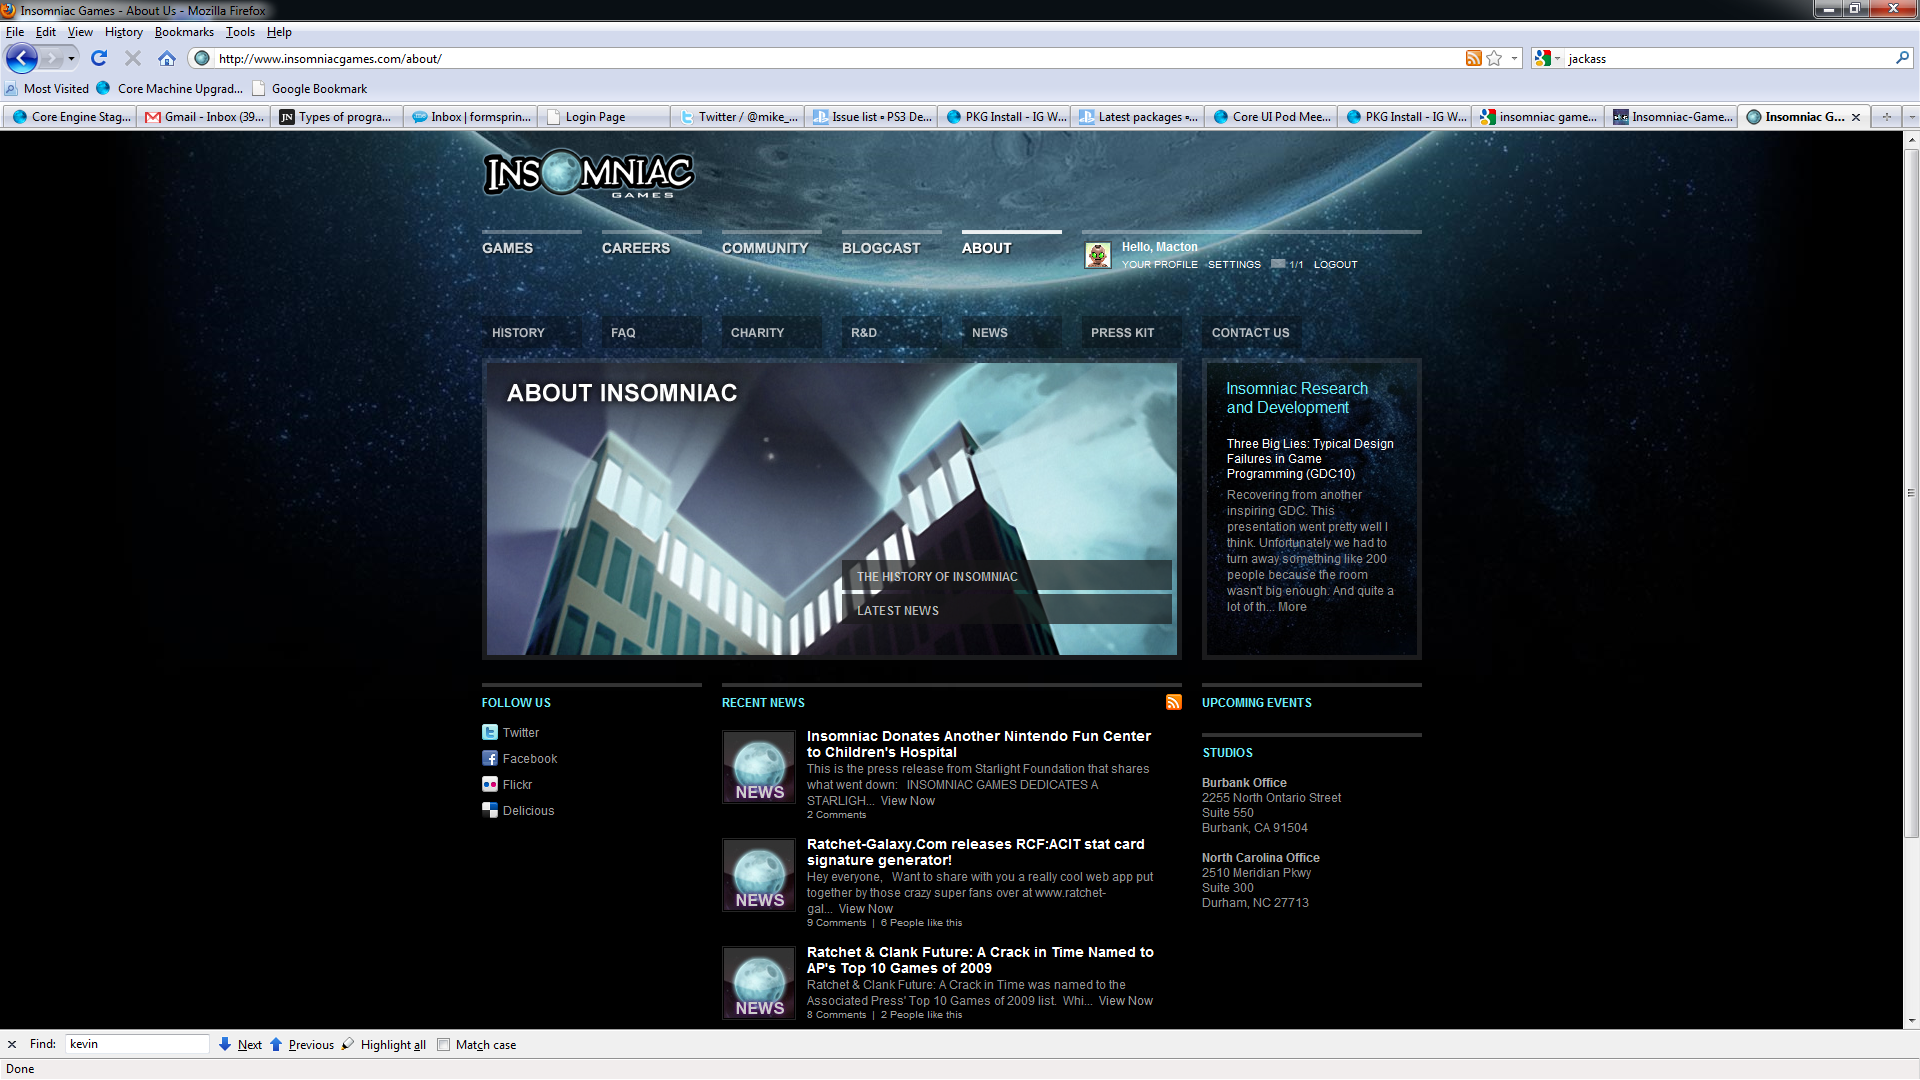 Insomniac Games - About Us - Mozilla Firefox
File Edit View History Bookmarks Tools Help
http://www.insomniacgames.com/about/
jackass
Most Visited Core Machine Upgrad... Google Bookmark
Core Engine Stag... Gmail - Inbox (39... JN Types of progra... Inbox | formsprin... Login Page Twitter / @mike_... Issue list • PS3 De... PKG Install - IG W... Latest packages •... Core UI Pod Mee... PKG Install - IG W... insomniac game... Insomniac-Game... Insomniac G...
INSOMNIAC
GAMES
GAMES CAREERS COMMUNITY BLOGCAST ABOUT
Hello, Macton
YOUR PROFILE SETTINGS 1/1 LOGOUT
HISTORY FAQ CHARITY R&D NEWS PRESS KIT CONTACT US
ABOUT INSOMNIAC
THE HISTORY OF INSOMNIAC
LATEST NEWS
Insomniac Research
and Development
Three Big Lies: Typical Design
Failures in Game
Programming (GDC10)
Recovering from another
inspiring GDC. This
presentation went pretty well I
think. Unfortunately we had to
turn away something like 200
people because the room
wasn't big enough. And quite a
lot of th... More
FOLLOW US
Twitter
Facebook
Flickr
Delicious
RECENT NEWS
NEWS
Insomniac Donates Another Nintendo Fun Center
to Children's Hospital
This is the press release from Starlight Foundation that shares
what went down: INSOMNIAC GAMES DEDICATES A
STARLIGH... View Now
2 Comments
NEWS
Ratchet-Galaxy.Com releases RCF:ACIT stat card
signature generator!
Hey everyone, Want to share with you a really cool web app put
together by those crazy super fans over at www.ratchet-
gal... View Now
9 Comments | 6 People like this
NEWS
Ratchet & Clank Future: A Crack in Time Named to
AP's Top 10 Games of 2009
Ratchet & Clank Future: A Crack in Time was named to the
Associated Press' Top 10 Games of 2009 list. Whi... View Now
8 Comments | 2 People like this
UPCOMING EVENTS
STUDIOS
Burbank Office
2255 North Ontario Street
Suite 550
Burbank, CA 91504
North Carolina Office
2510 Meridian Pkwy
Suite 300
Durham, NC 27713
Find: kevin Next Previous Highlight all Match case
Done